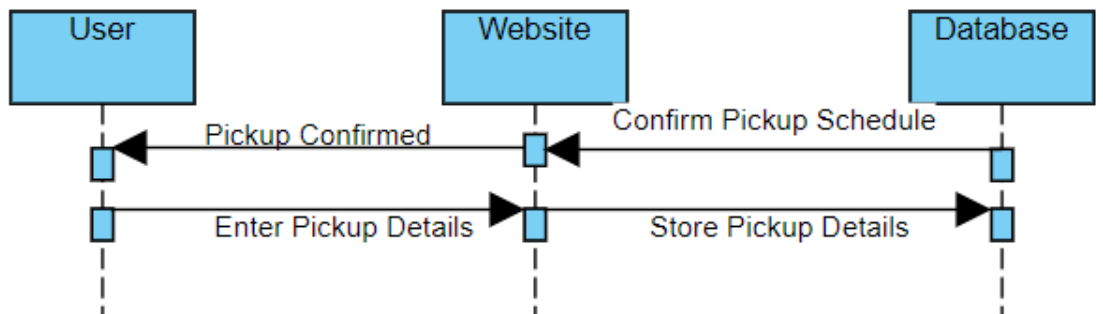 User
Website
Database
Confirm Pickup Schedule
Pickup Confirmed
Enter Pickup Details
Store Pickup Details